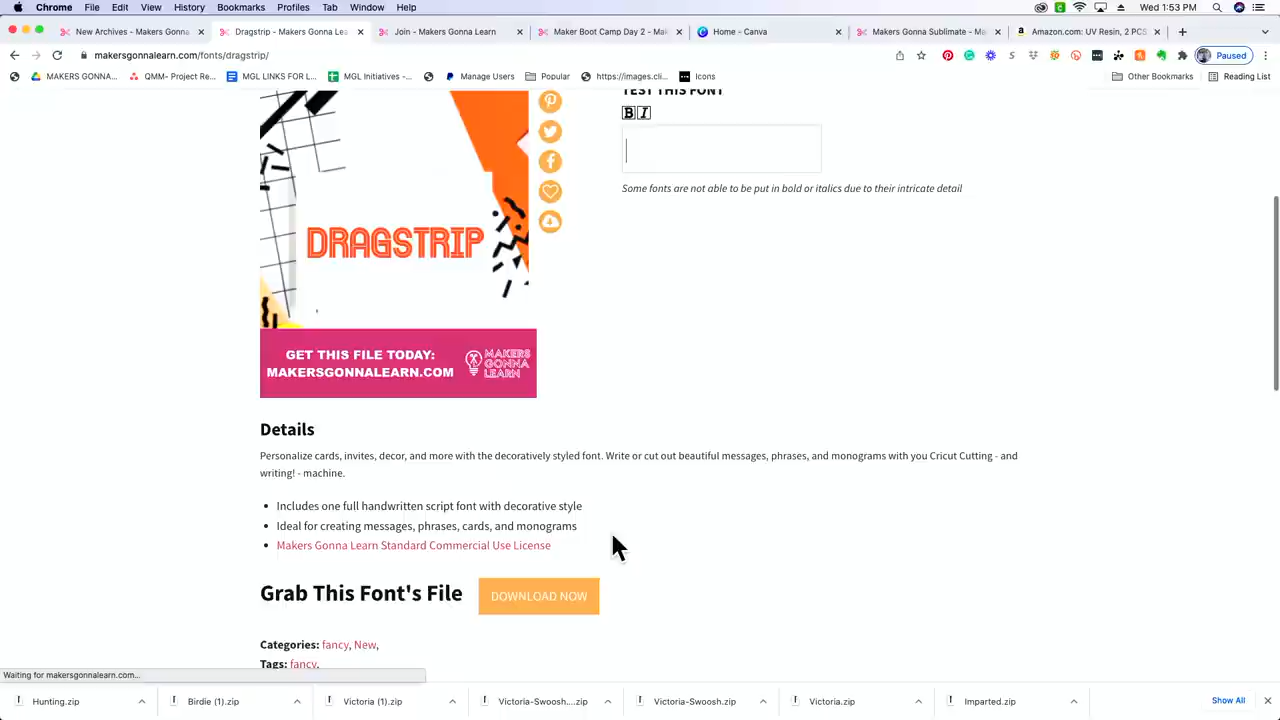 Chrome File Edit View History Bookmarks Profiles Tab Window Help Wed 1:53 PM
New Archives - Makers Gonna Dragstrip - Makers Gonna Lea Join - Makers Gonna Learn Maker Boot Camp Day 2 - Mak Home - Canva Makers Gonna Sublimate - Ma Amazon.com: UV Resin, 2 PCS
makersgonnalearn.com/fonts/dragstrip/ Paused
MAKERS GONNA... QMM- Project Re... MGL LINKS FOR L... MGL Initiatives -... Manage Users Popular https://images.cli... Icons Other Bookmarks Reading List
TEST THIS FONT
B I
Some fonts are not able to be put in bold or italics due to their intricate detail
DRAGSTRIP
GET THIS FILE TODAY:
MAKERSGONNALEARN.COM
MAKERS
GONNA
LEARN
Details
Personalize cards, invites, decor, and more with the decoratively styled font. Write or cut out beautiful messages, phrases, and monograms with you Cricut Cutting - and
writing! - machine.
• Includes one full handwritten script font with decorative style
• Ideal for creating messages, phrases, cards, and monograms
• Makers Gonna Learn Standard Commercial Use License
Grab This Font's File DOWNLOAD NOW
Categories: fancy, New,
Tags: fancy,
Waiting for makersgonnalearn.com...
Hunting.zip Birdie (1).zip Victoria (1).zip Victoria-Swoosh....zip Victoria-Swoosh.zip Victoria.zip Imparted.zip Show All